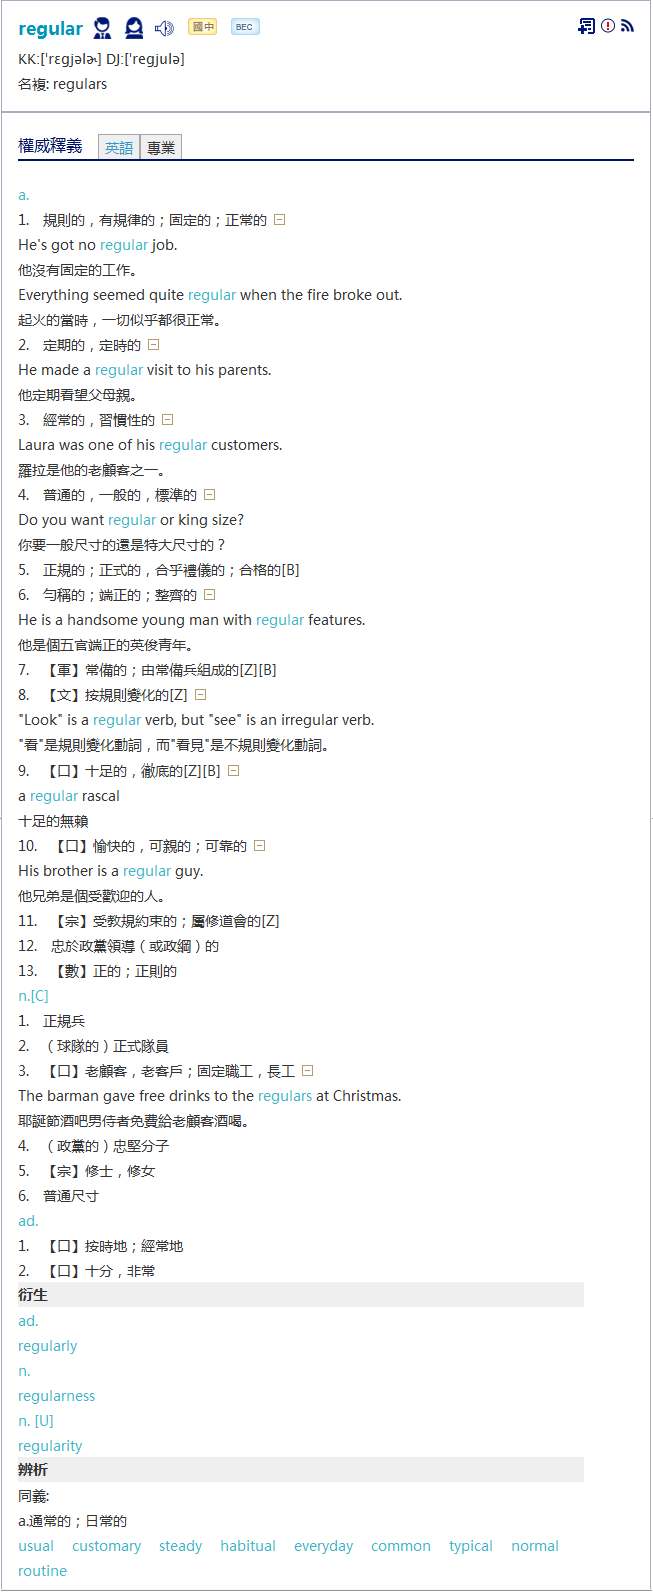 regular 國中 BEC
KK:[ˈrɛgjələ˞] DJ:[ˈregjulə]
名複: regulars
權威釋義 英語 專業
a.
1. 規則的，有規律的；固定的；正常的
He's got no regular job.
他沒有固定的工作。
Everything seemed quite regular when the fire broke out.
起火的當時，一切似乎都很正常。
2. 定期的，定時的
He made a regular visit to his parents.
他定期看望父母親。
3. 經常的，習慣性的
Laura was one of his regular customers.
羅拉是他的老顧客之一。
4. 普通的，一般的，標準的
Do you want regular or king size?
你要一般尺寸的還是特大尺寸的？
5. 正規的；正式的，合乎禮儀的；合格的[B]
6. 勻稱的；端正的；整齊的
He is a handsome young man with regular features.
他是個五官端正的英俊青年。
7. 【軍】常備的；由常備兵組成的[Z][B]
8. 【文】按規則變化的[Z]
"Look" is a regular verb, but "see" is an irregular verb.
"看"是規則變化動詞，而"看見"是不規則變化動詞。
9. 【口】十足的，徹底的[Z][B]
a regular rascal
十足的無賴
10. 【口】愉快的，可親的；可靠的
His brother is a regular guy.
他兄弟是個受歡迎的人。
11. 【宗】受教規約束的；屬修道會的[Z]
12. 忠於政黨領導（或政綱）的
13. 【數】正的；正則的
n.[C]
1. 正規兵
2. （球隊的）正式隊員
3. 【口】老顧客，老客戶；固定職工，長工
The barman gave free drinks to the regulars at Christmas.
耶誕節酒吧男侍者免費給老顧客酒喝。
4. （政黨的）忠堅分子
5. 【宗】修士，修女
6. 普通尺寸
ad.
1. 【口】按時地；經常地
2. 【口】十分，非常
衍生
ad.
regularly
n.
regularness
n. [U]
regularity
辨析
同義:
a.通常的；日常的
usual customary steady habitual everyday common typical normal
routine